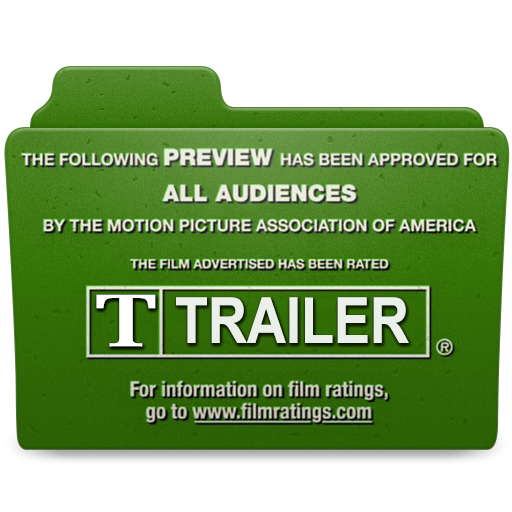 THE FOLLOWING PREVIEW HAS BEEN APPROVED FOR
ALL AUDIENCES
BY THE MOTION PICTURE ASSOCIATION OF AMERICA
THE FILM ADVERTISED HAS BEEN RATED
T TRAILER ®
For information on film ratings,
go to www.filmratings.com